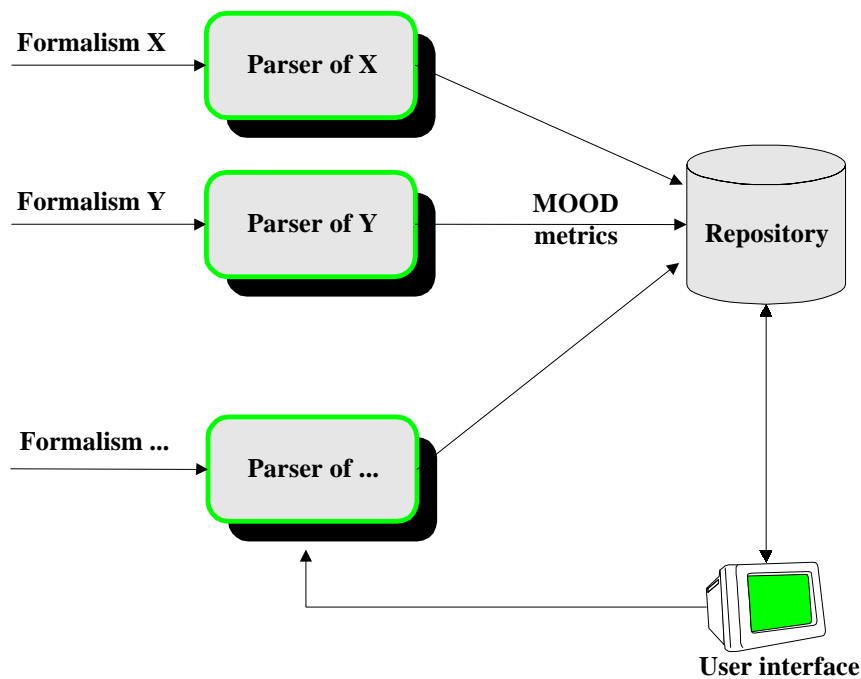 Formalism X
Parser of X
Formalism Y
Parser of Y
MOOD
metrics
Repository
Formalism ...
Parser of ...
User interface